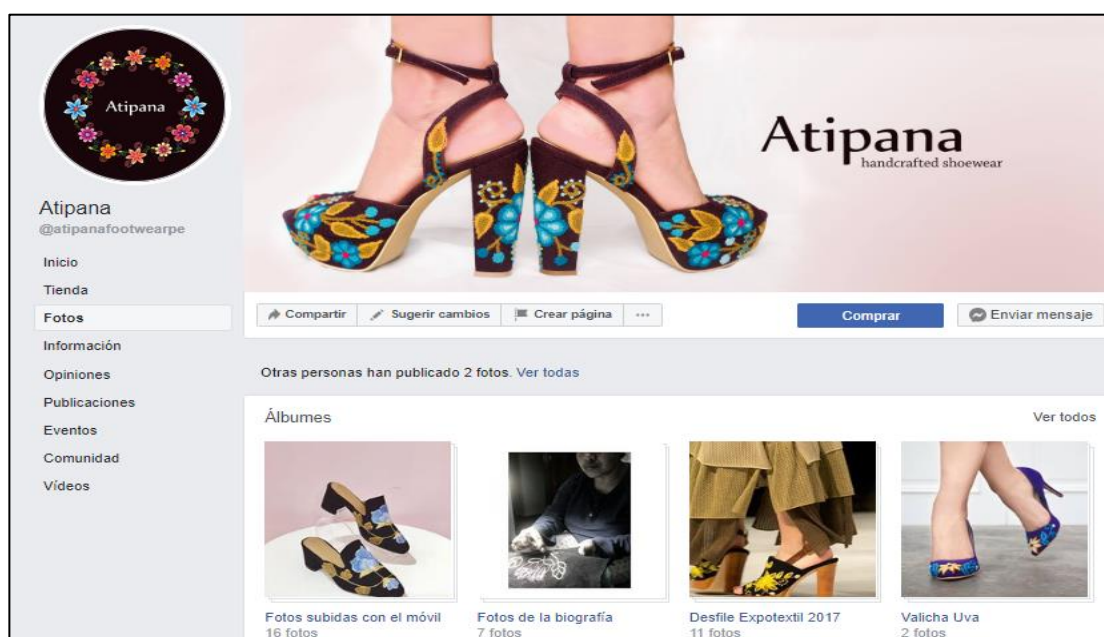 Atipana
Atipana
handcrafted shoewear
Atipana
@atipanafootwearpe
Inicio
Tienda
Fotos
Información
Opiniones
Publicaciones
Eventos
Comunidad
Vídeos
Compartir
Sugerir cambios
Crear página
...
Comprar
Enviar mensaje
Otras personas han publicado 2 fotos. Ver todas
Álbumes
Ver todos
Fotos subidas con el móvil
16 fotos
Fotos de la biografía
7 fotos
Desfile Expotextil 2017
11 fotos
Valicha Uva
2 fotos